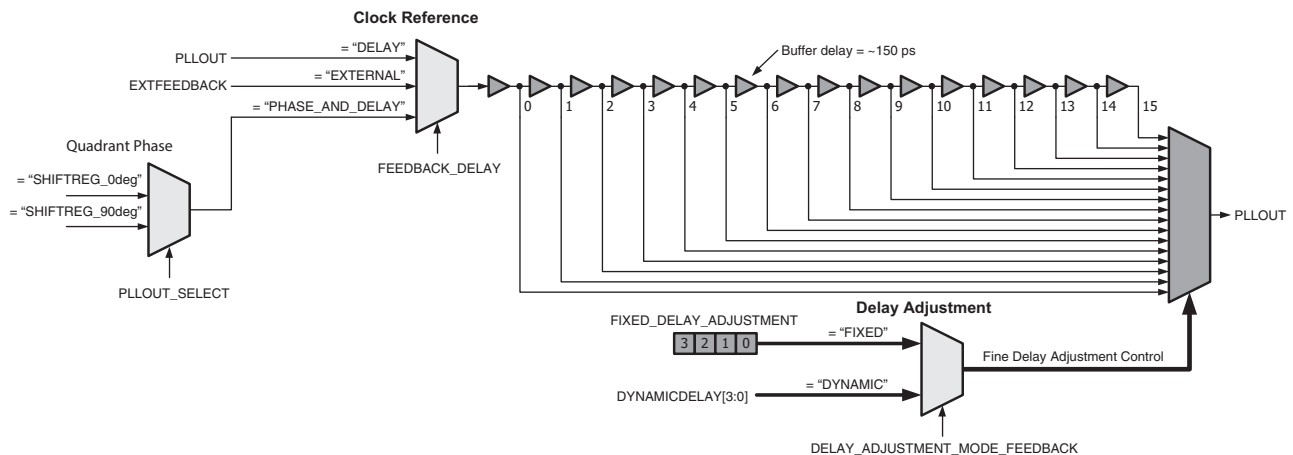 Clock Reference
PLLOUT
= “DELAY”
EXTFEEDBACK
= “EXTERNAL”
= “PHASE_AND_DELAY”
FEEDBACK_DELAY
Buffer delay = ~150 ps
0 1 2 3 4 5 6 7 8 9 10 11 12 13 14 15
Quadrant Phase
= “SHIFTREG_0deg”
= “SHIFTREG_90deg”
PLLOUT_SELECT
PLLOUT
Delay Adjustment
FIXED_DELAY_ADJUSTMENT
3 2 1 0
= “FIXED”
Fine Delay Adjustment Control
DYNAMICDELAY[3:0]
= “DYNAMIC”
DELAY_ADJUSTMENT_MODE_FEEDBACK